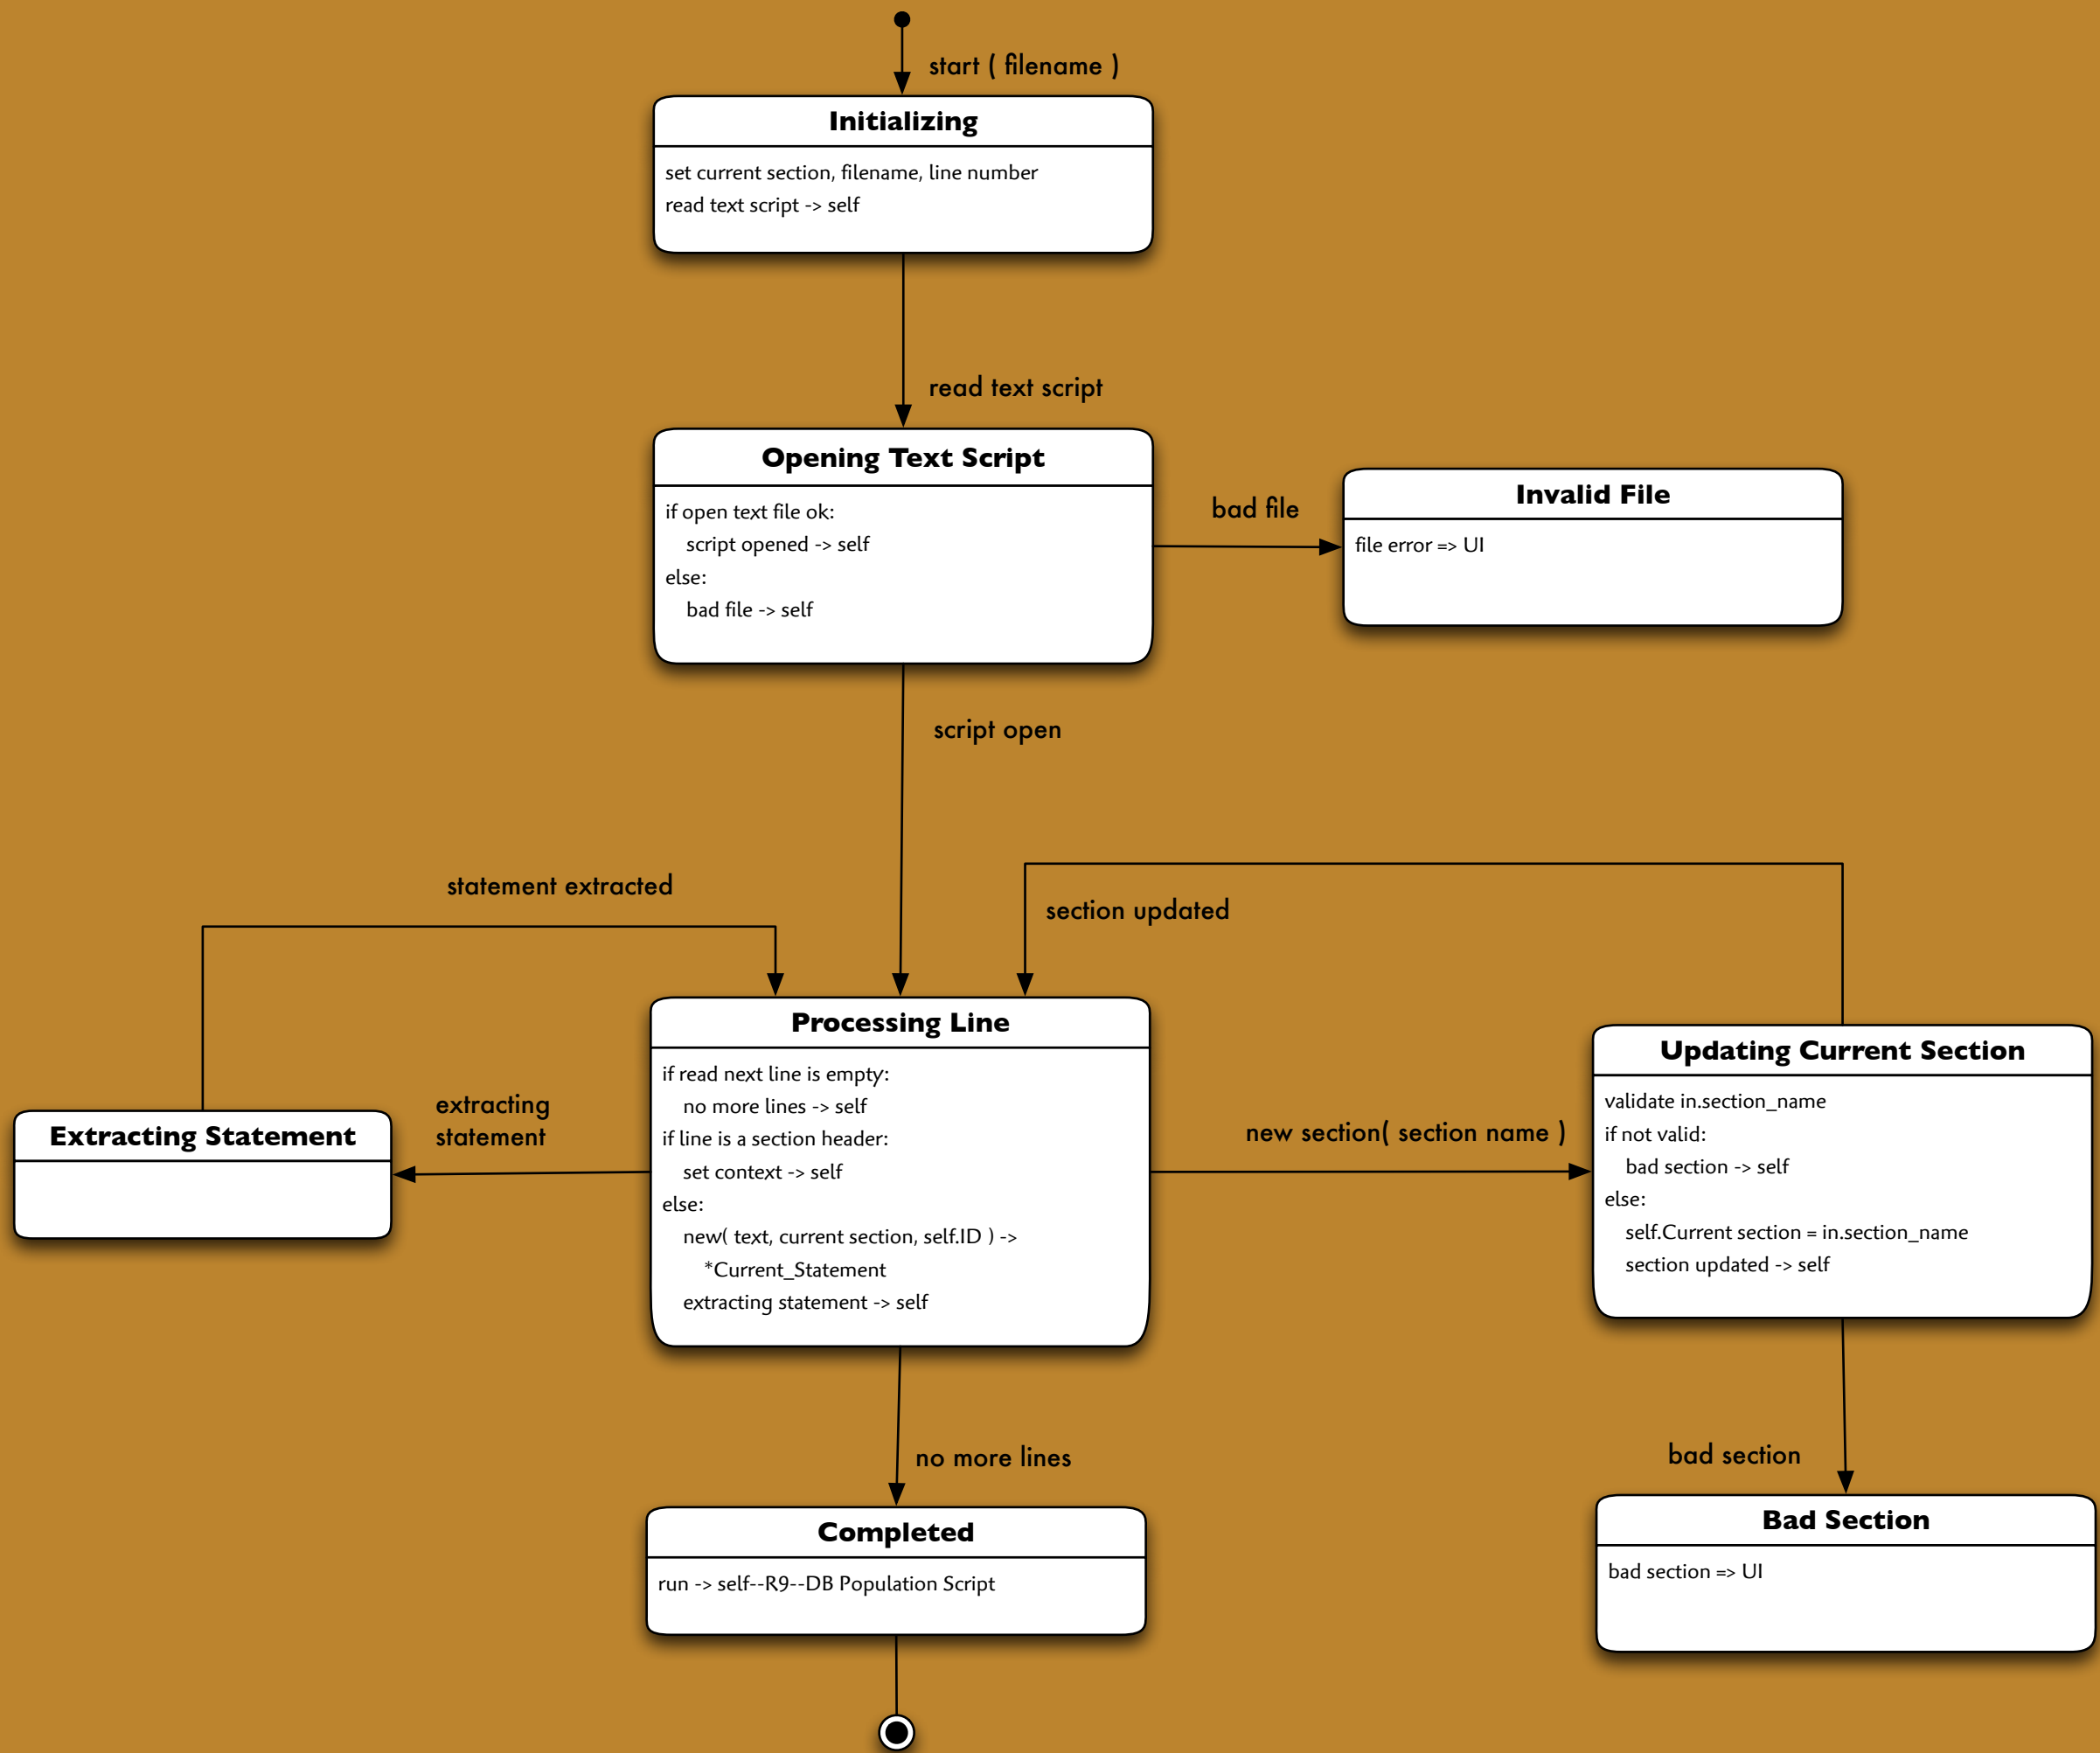 start ( filename )
Initializing
set current section, filename, line number
read text script -> self
read text script
Opening Text Script
if open text file ok:
script opened -> self
else:
bad file -> self
bad file
Invalid File
file error => UI
script open
statement extracted
section updated
Processing Line
if read next line is empty:
no more lines -> self
if line is a section header:
set context -> self
else:
new( text, current section, self.ID ) ->
*Current_Statement
extracting statement -> self
extracting
statement
Extracting Statement
new section( section name )
Updating Current Section
validate in.section_name
if not valid:
bad section -> self
else:
self.Current section = in.section_name
section updated -> self
no more lines
bad section
Completed
run -> self--R9--DB Population Script
Bad Section
bad section => UI